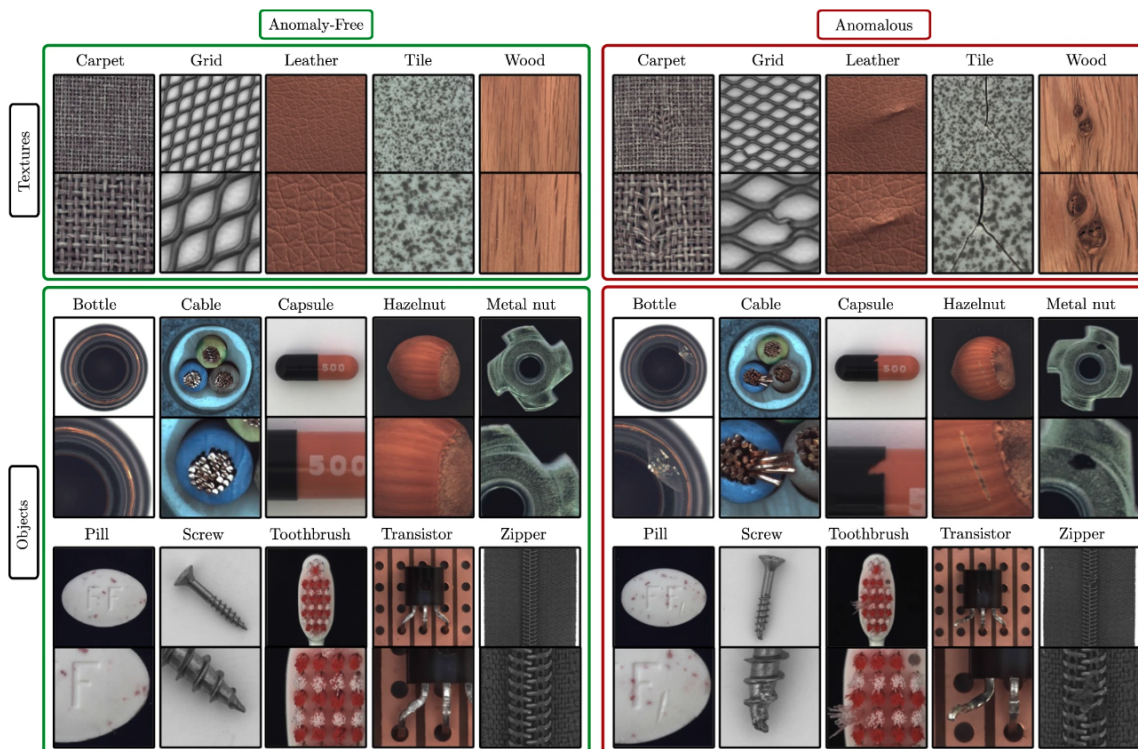 Anomaly-Free
Anomalous
Textures
Carpet Grid Leather Tile Wood
Carpet Grid Leather Tile Wood
Objects
Bottle Cable Capsule Hazelnut Metal nut
Bottle Cable Capsule Hazelnut Metal nut
500
500
500
Pill Screw Toothbrush Transistor Zipper
Pill Screw Toothbrush Transistor Zipper
FF
FF
F
F